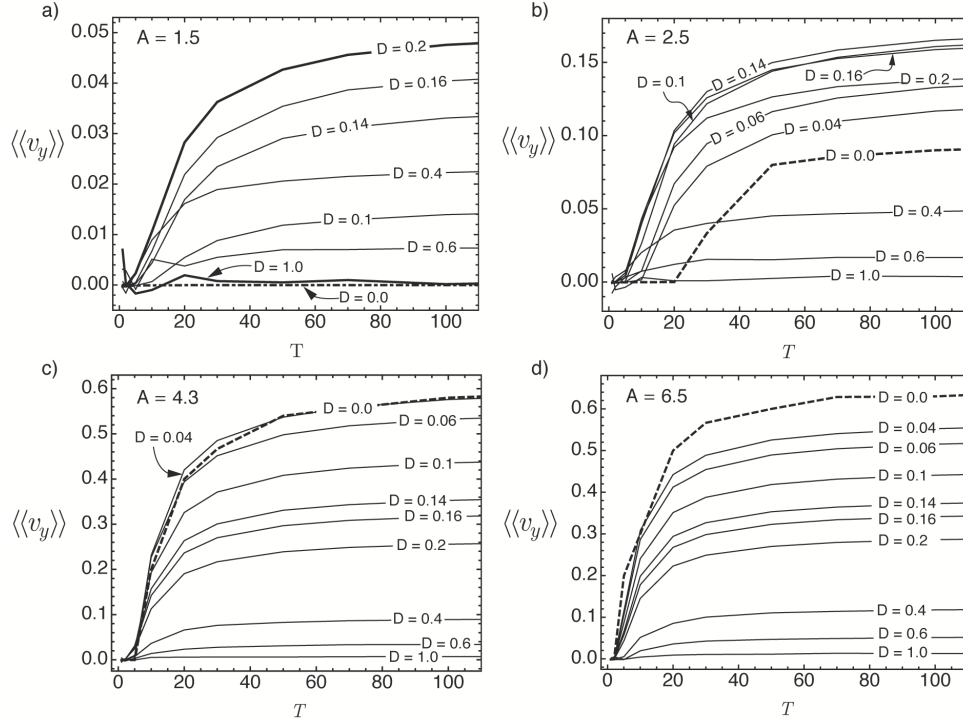 a)
A = 1.5
0.05
0.04
0.03
0.02
0.01
0.00
⟨⟨v_y⟩⟩
D = 0.2
D = 0.16
D = 0.14
D = 0.4
D = 0.1
D = 0.6
D = 1.0
D = 0.0
0 20 40 60 80 100
T
b)
A = 2.5
0.15
0.10
0.05
0.00
⟨⟨v_y⟩⟩
D = 0.14
D = 0.1
D = 0.16
D = 0.2
D = 0.06
D = 0.04
D = 0.0
D = 0.4
D = 0.6
D = 1.0
0 20 40 60 80 100
T
c)
A = 4.3
0.6
0.5
0.4
0.3
0.2
0.1
0.0
⟨⟨v_y⟩⟩
D = 0.0
D = 0.04
D = 0.06
D = 0.1
D = 0.14
D = 0.16
D = 0.2
D = 0.4
D = 0.6
D = 1.0
0 20 40 60 80 100
T
d)
A = 6.5
0.6
0.5
0.4
0.3
0.2
0.1
0.0
⟨⟨v_y⟩⟩
D = 0.0
D = 0.04
D = 0.06
D = 0.1
D = 0.14
D = 0.16
D = 0.2
D = 0.4
D = 0.6
D = 1.0
0 20 40 60 80 100
T